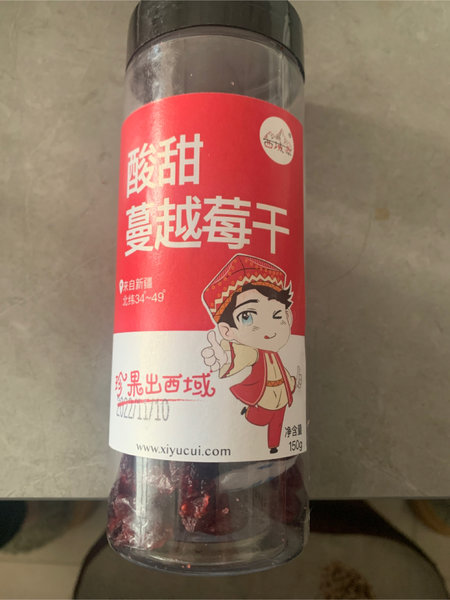 西域萃
酸甜
蔓越莓干
来自新疆
北纬34°~49°
珍果出西域
2022/11/10
净含量
150g
www.xiyucui.com